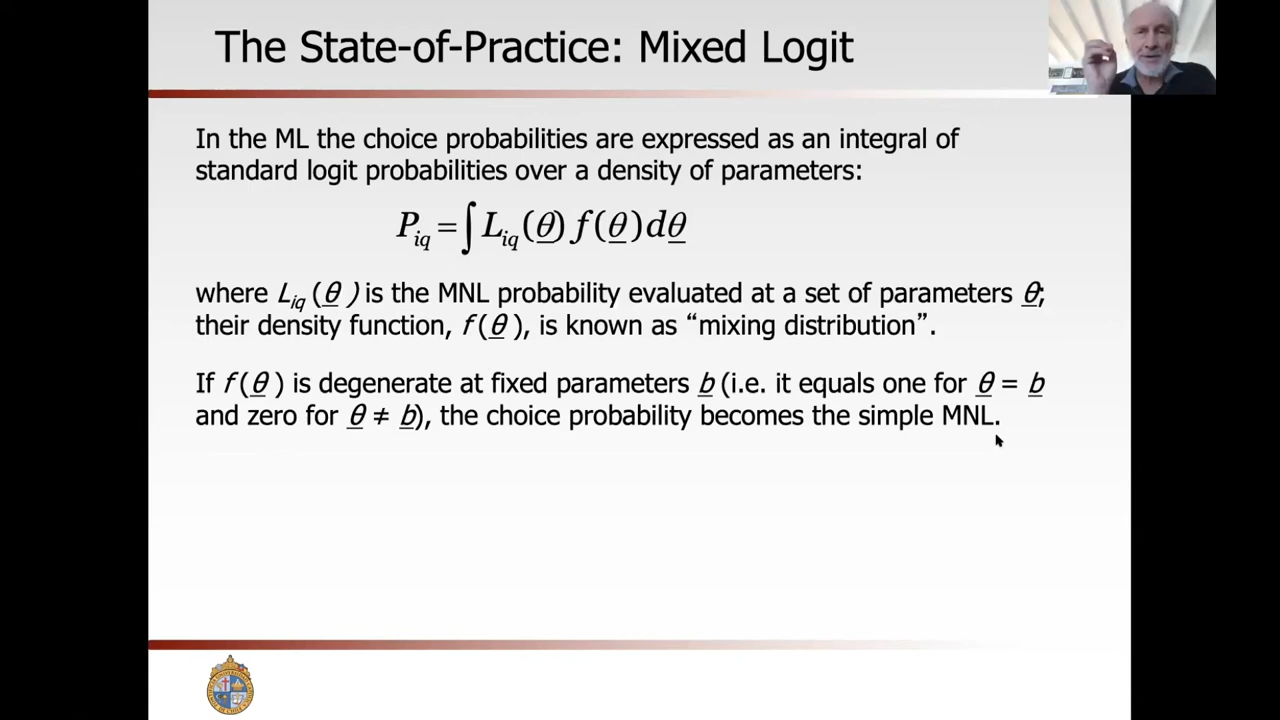 The State-of-Practice: Mixed Logit
In the ML the choice probabilities are expressed as an integral of
standard logit probabilities over a density of parameters:
P_iq = ∫ L_iq (θ) f (θ) dθ
where L_iq (θ ) is the MNL probability evaluated at a set of parameters θ;
their density function, f (θ ), is known as “mixing distribution”.
If f (θ ) is degenerate at fixed parameters b (i.e. it equals one for θ = b
and zero for θ ≠ b), the choice probability becomes the simple MNL.